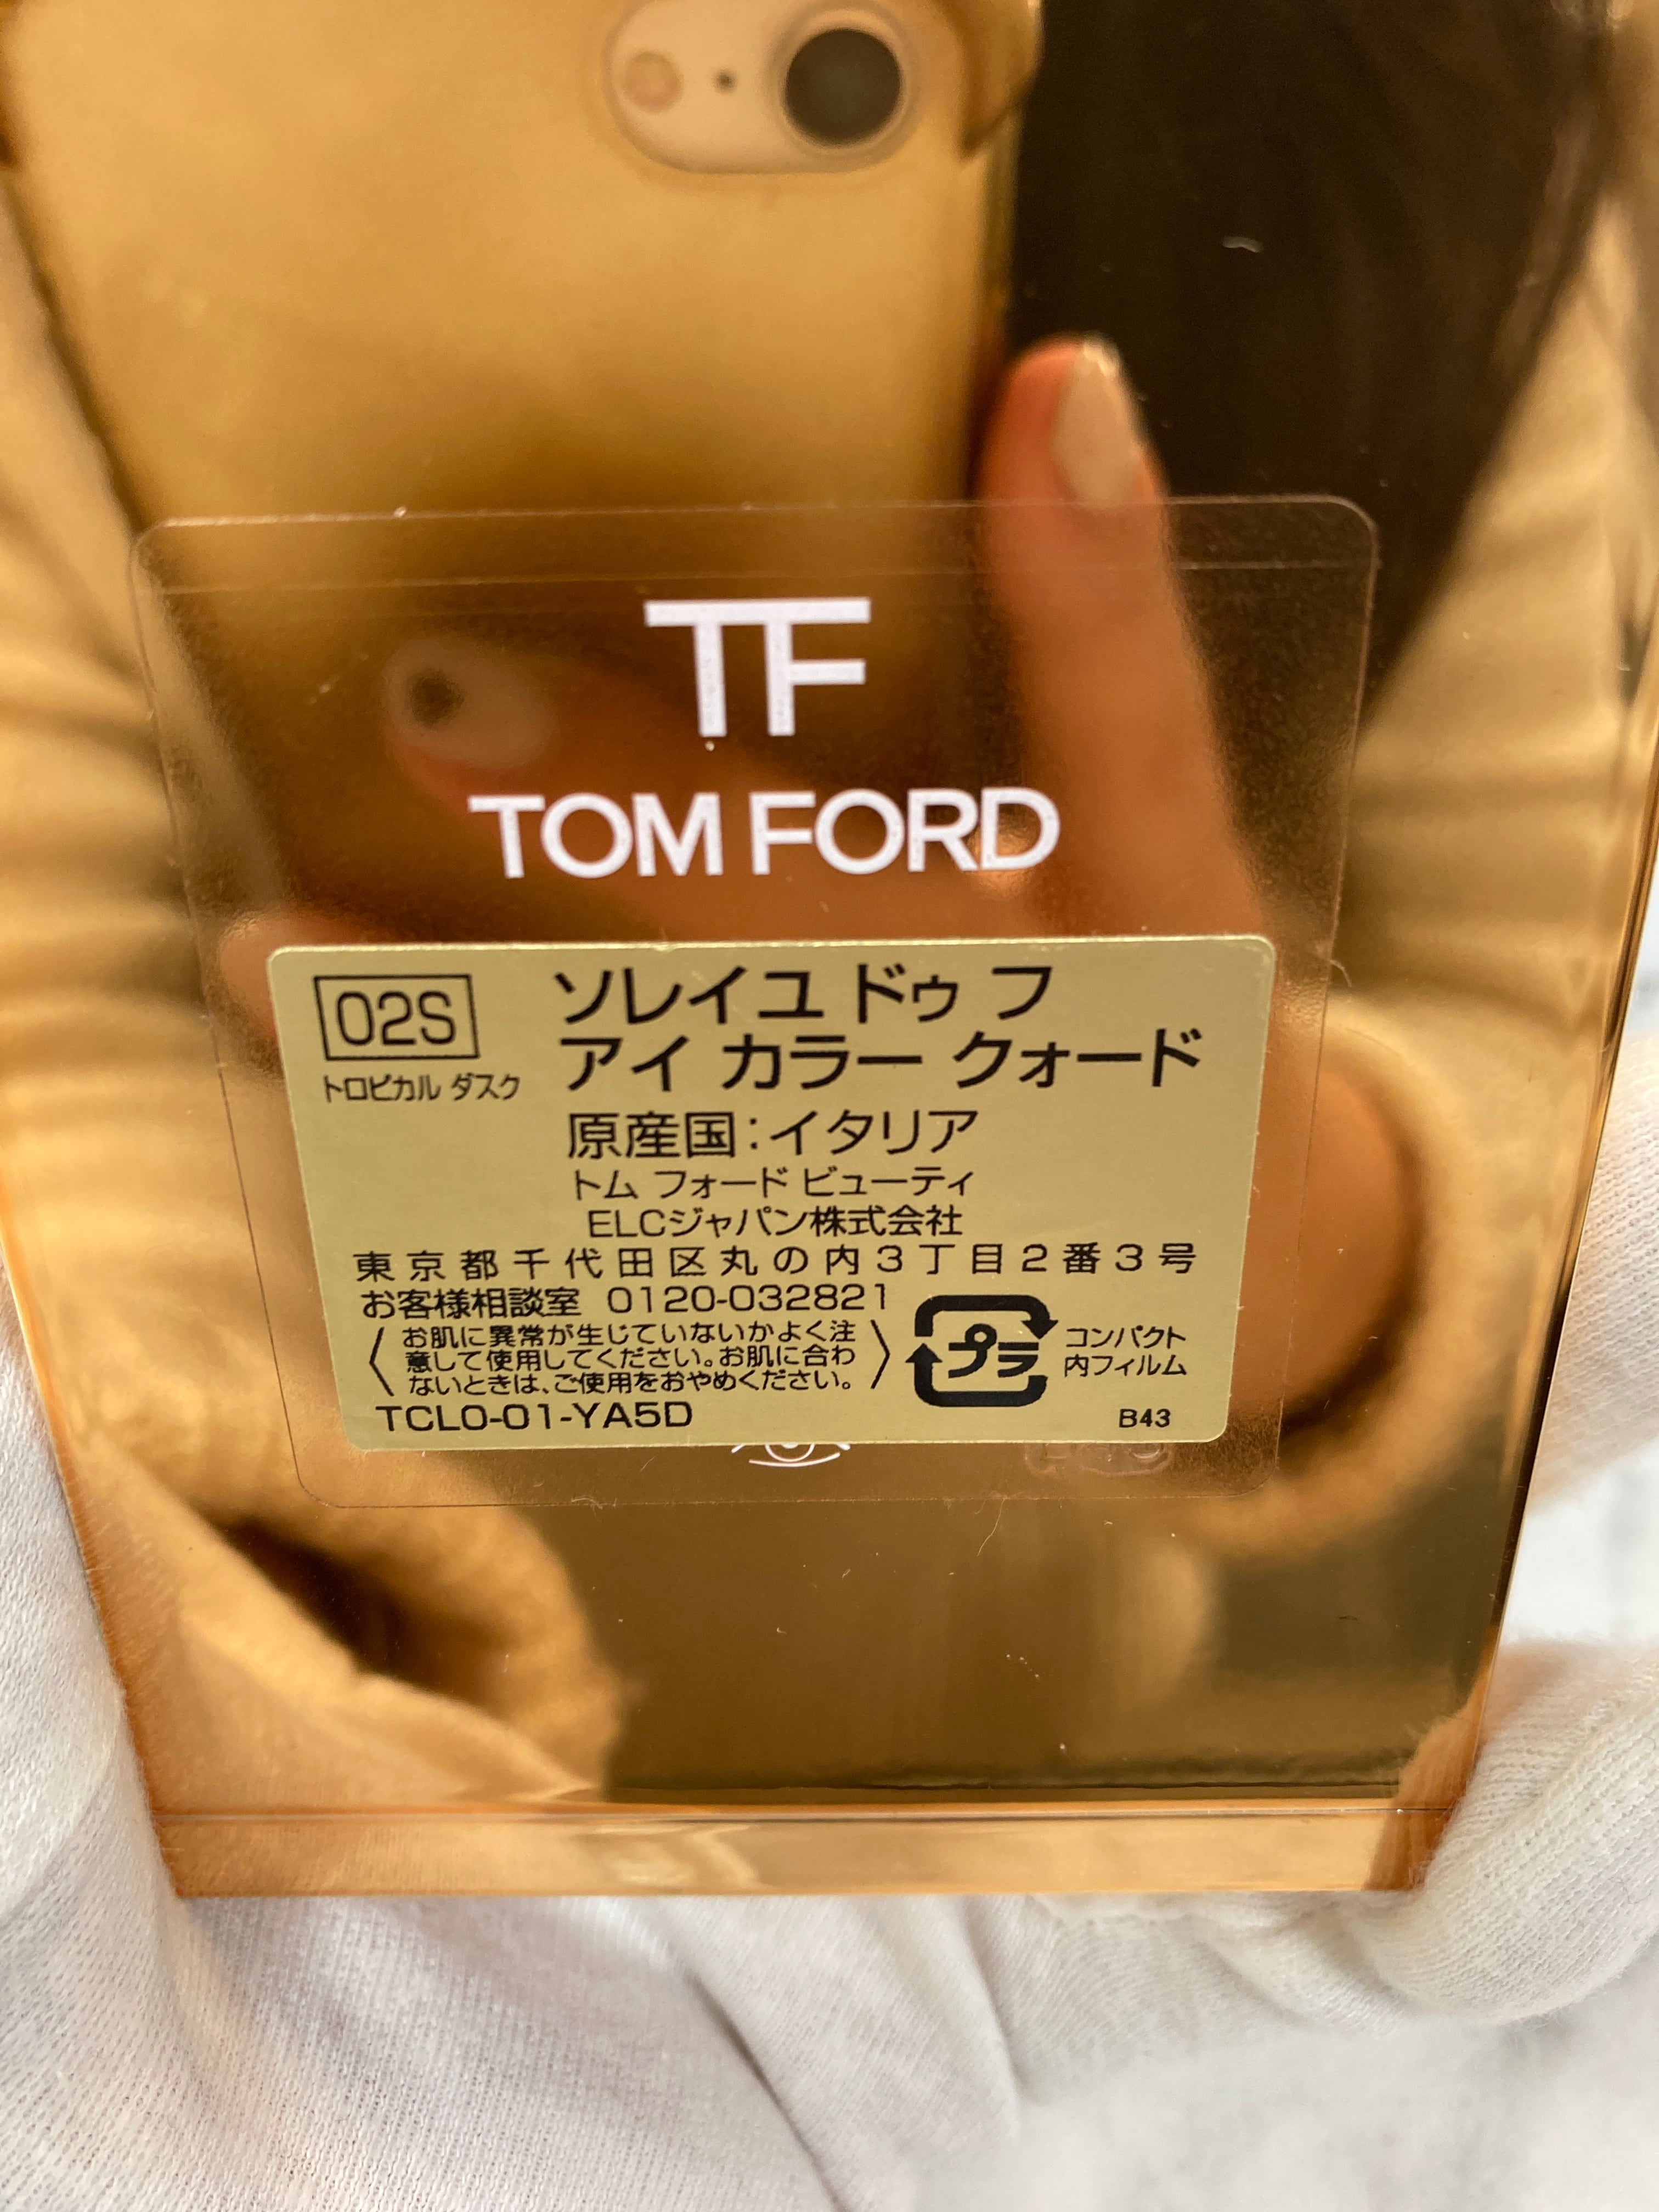 TF
TOM FORD
02S
トロピカル ダスク
ソレイユ ドゥ フ
アイ カラー クォード
原産国:イタリア
トム フォード ビューティ
ELCジャパン株式会社
東京都千代田区丸の内3丁目2番3号
お客様相談室 0120-032821
〈お肌に異常が生じていないかよく注
意して使用してください。お肌に合わ
ないときは、ご使用をおやめください。〉
プラ
コンパクト
内フィルム
TCL0-01-YA5D
B43